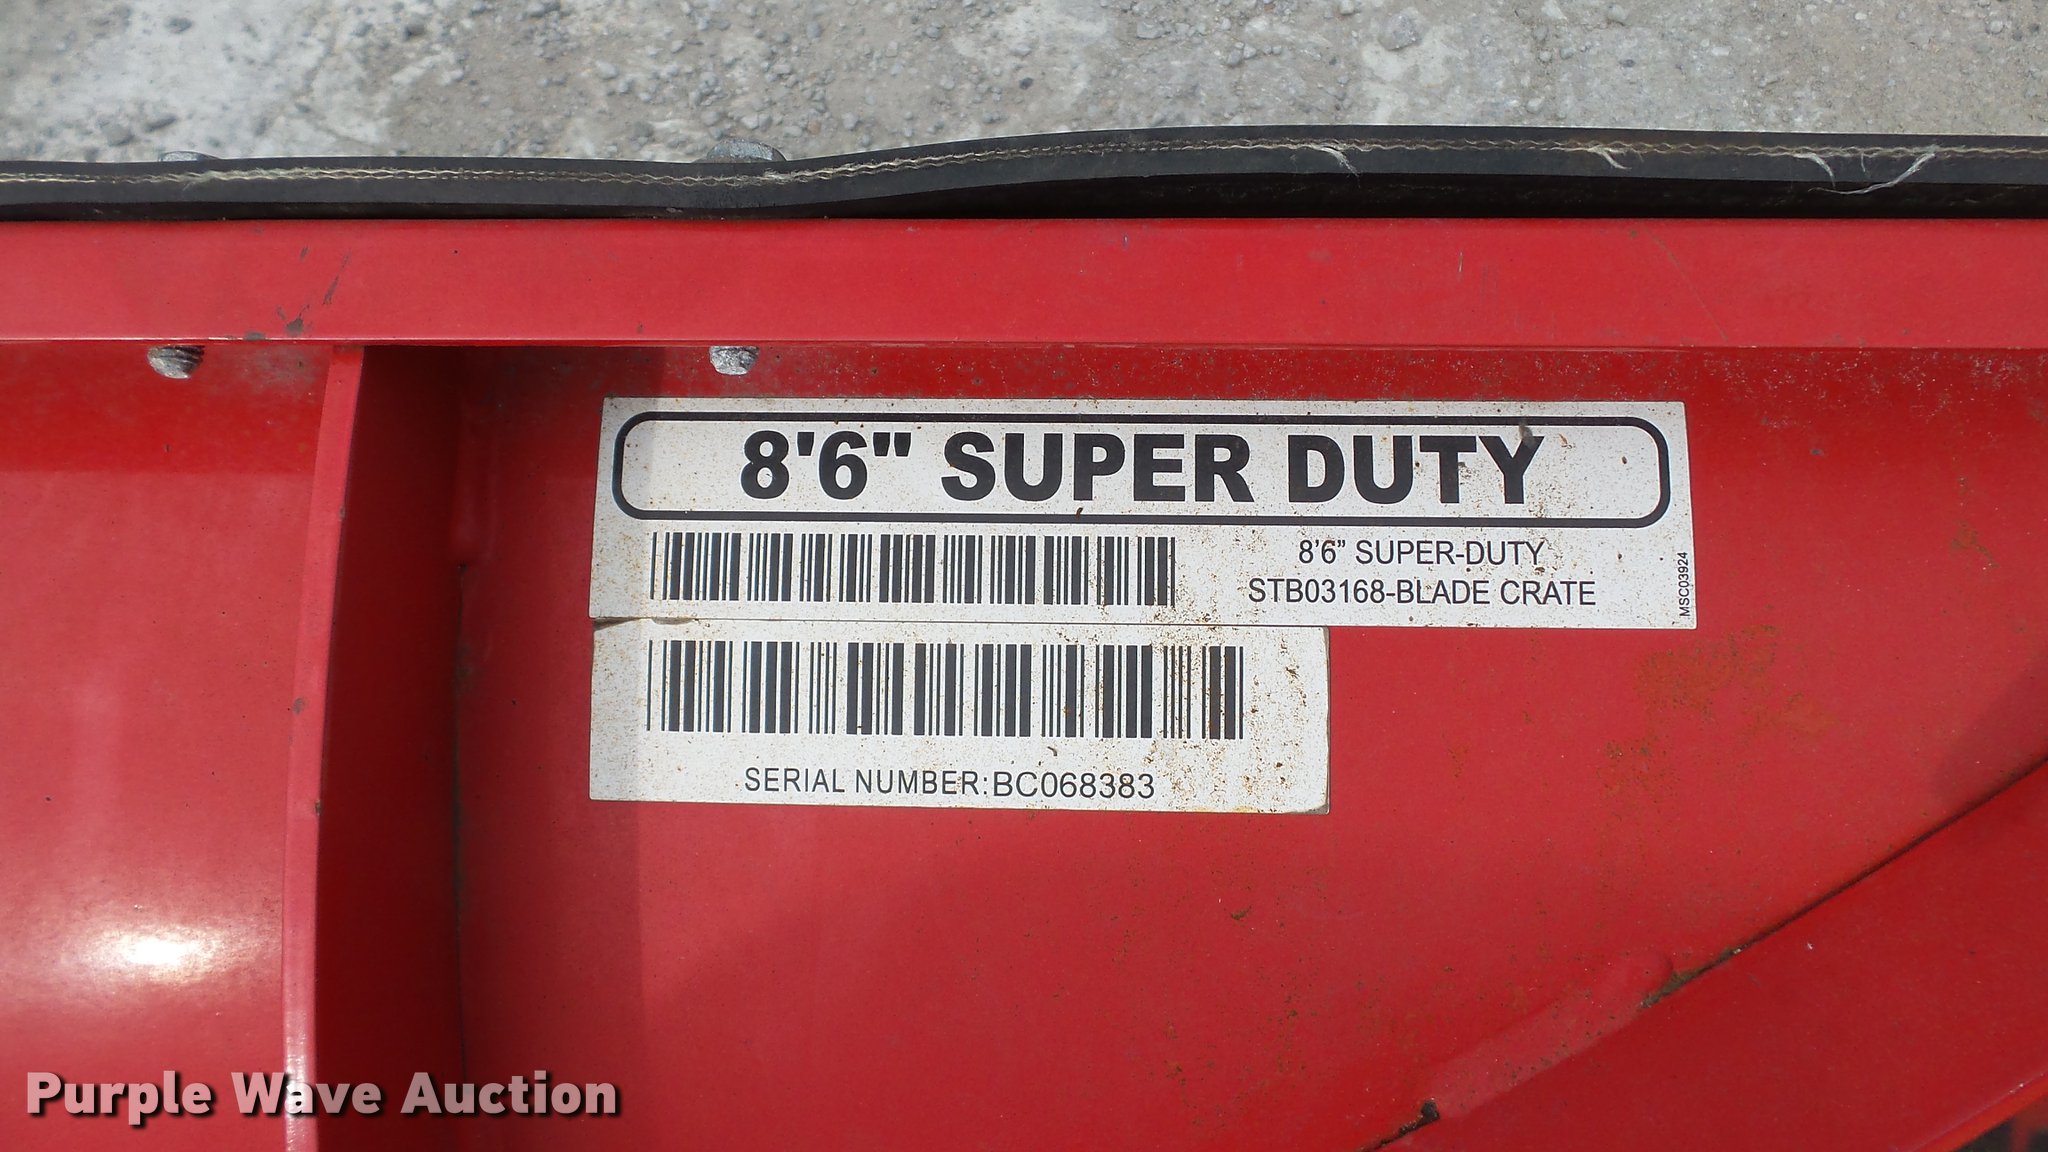 8'6" SUPER DUTY
8'6" SUPER-DUTY
STB03168-BLADE CRATE
MSC03924
SERIAL NUMBER:BC068383
Purple Wave Auction